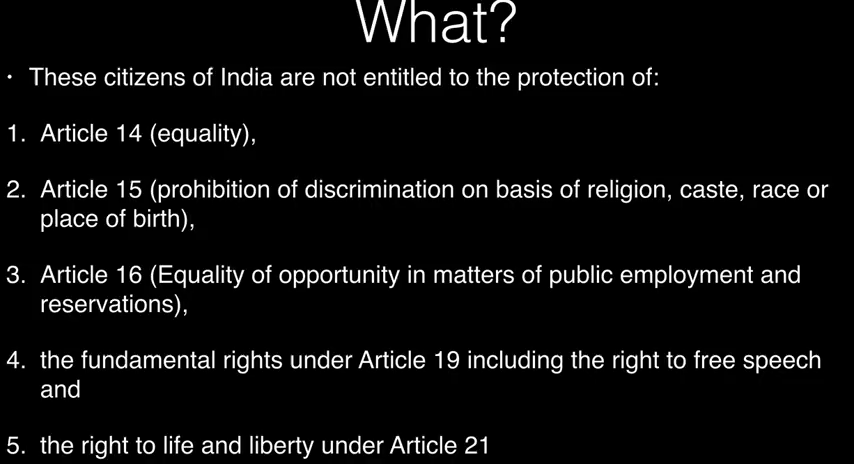 What?
• These citizens of India are not entitled to the protection of:
1. Article 14 (equality),
2. Article 15 (prohibition of discrimination on basis of religion, caste, race or
place of birth),
3. Article 16 (Equality of opportunity in matters of public employment and
reservations),
4. the fundamental rights under Article 19 including the right to free speech
and
5. the right to life and liberty under Article 21